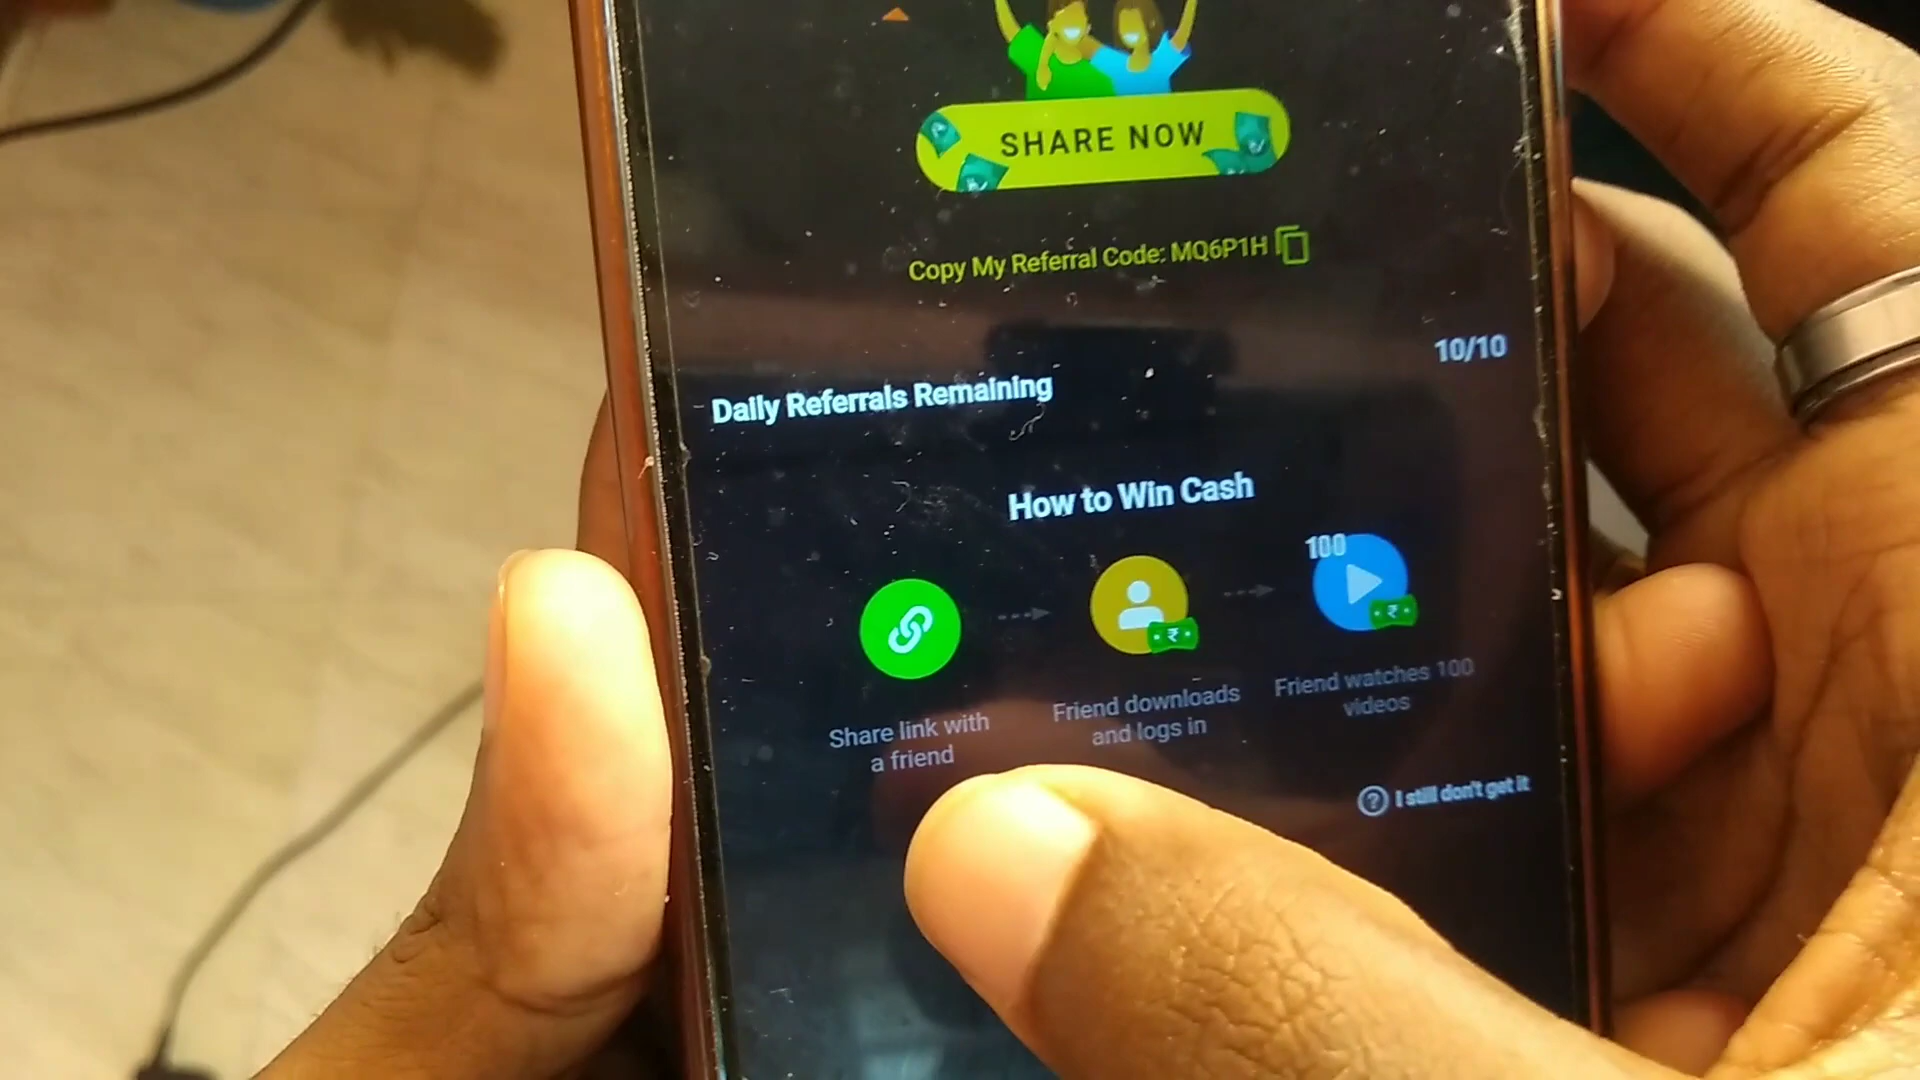 SHARE NOW
Copy My Referral Code: MQ6P1H
10/10
Daily Referrals Remaining
How to Win Cash
100
₹
₹
Share link with
a friend
Friend downloads
and logs in
Friend watches 100
videos
? I still don't get it